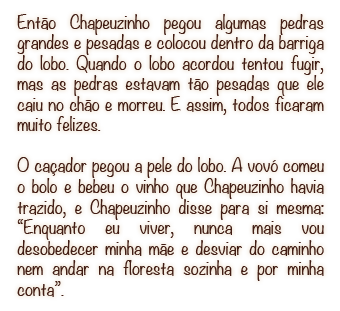 Então Chapeuzinho pegou algumas pedras
grandes e pesadas e colocou dentro da barriga
do lobo. Quando o lobo acordou tentou fugir,
mas as pedras estavam tão pesadas que ele
caiu no chão e morreu. E assim, todos ficaram
muito felizes.

O caçador pegou a pele do lobo. A vovó comeu
o bolo e bebeu o vinho que Chapeuzinho havia
trazido, e Chapeuzinho disse para si mesma:
“Enquanto eu viver, nunca mais vou
desobedecer minha mãe e desviar do caminho
nem andar na floresta sozinha e por minha
conta”.